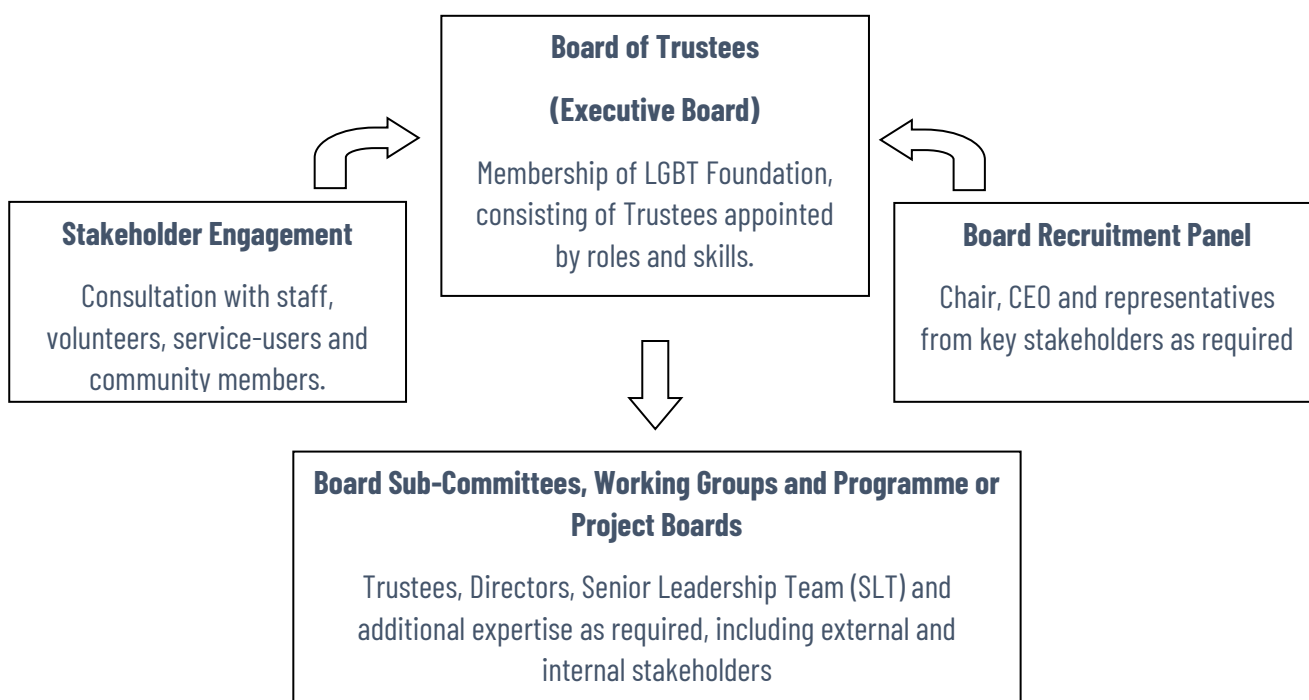 Board of Trustees
(Executive Board)
Membership of LGBT Foundation,
consisting of Trustees appointed
by roles and skills.
Stakeholder Engagement
Consultation with staff,
volunteers, service-users and
community members.
Board Recruitment Panel
Chair, CEO and representatives
from key stakeholders as required
Board Sub-Committees, Working Groups and Programme or
Project Boards
Trustees, Directors, Senior Leadership Team (SLT) and
additional expertise as required, including external and
internal stakeholders